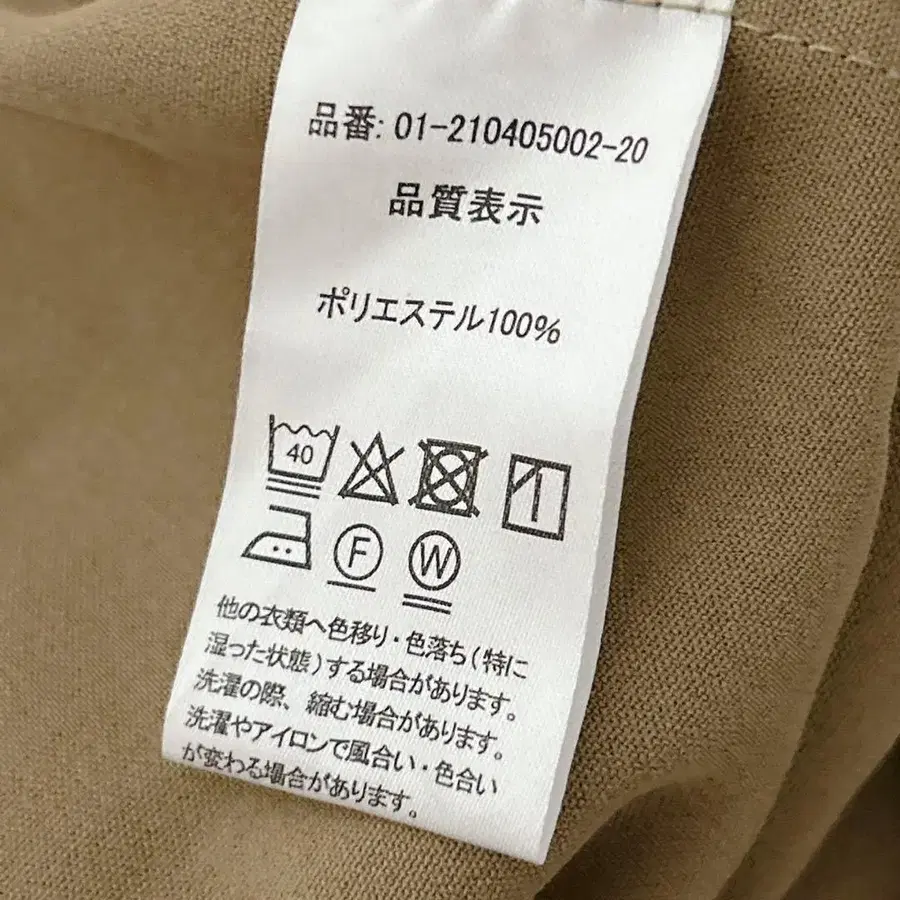 品番: 01-210405002-20
品質表示
ポリエステル100%
40
F W
他の衣類へ色移り・色落ち(特に
湿った状態)する場合があります。
洗濯の際、縮む場合があります。
洗濯やアイロンで風合い・色合い
が変わる場合があります。